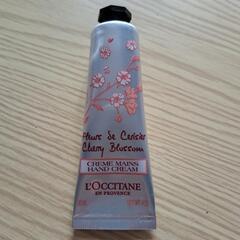 Fleurs de Cerisier
Cherry Blossom
CRÈME MAINS
HAND CREAM
L'OCCITANE
EN PROVENCE